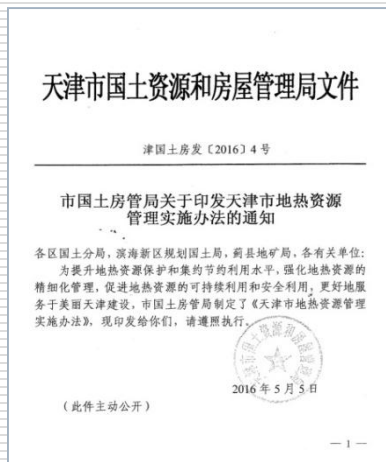 天津市国土资源和房屋管理局文件
津国土房发〔2016〕4号
市国土房管局关于印发天津市地热资源
管理实施办法的通知
各区国土分局，滨海新区规划国土局，蓟县地矿局，各有关单位：
为提升地热资源保护和集约节约利用水平，强化地热资源的
精细化管理，促进地热资源的可持续利用和安全利用，更好地服
务于美丽天津建设，市国土房管局制定了《天津市地热资源管理
实施办法》，现印发给你们，请遵照执行。
2016年5月5日
（此件主动公开）
— 1 —